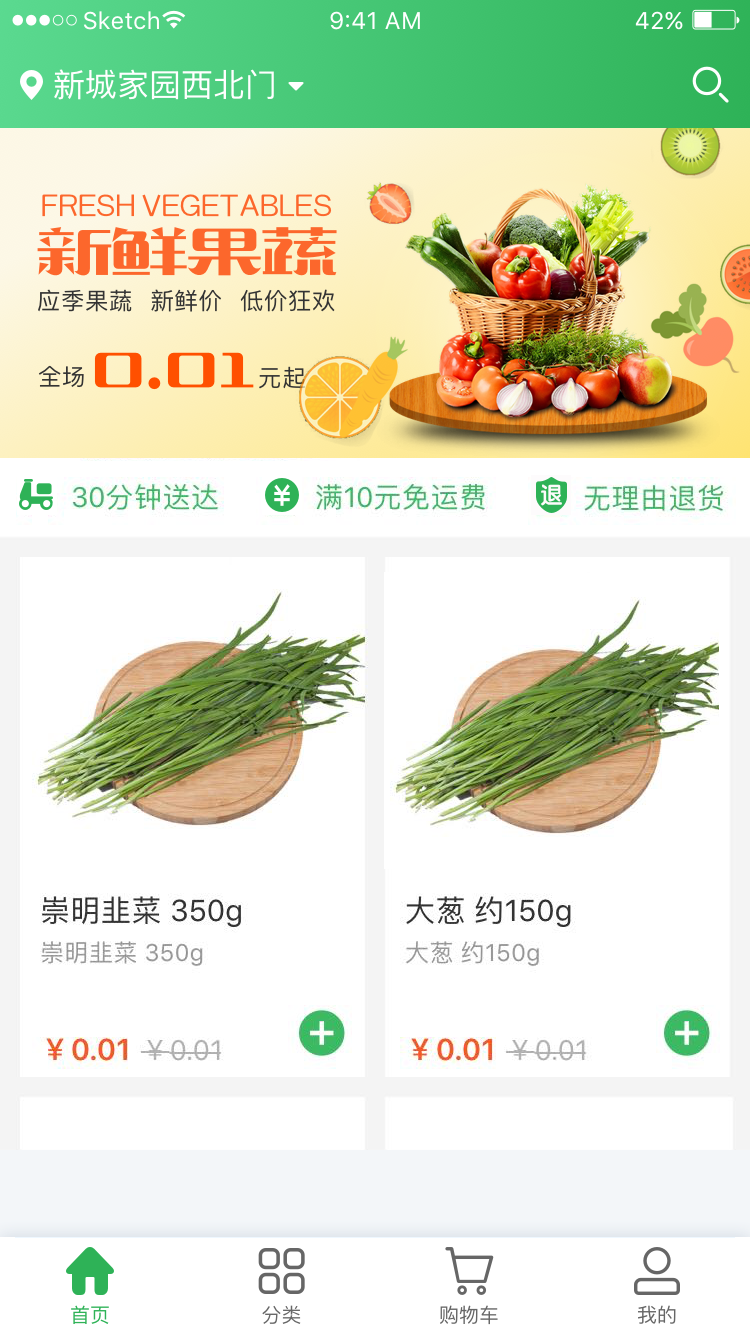 Sketch 9:41 AM 42%
新城家园西北门
FRESH VEGETABLES
新鲜果蔬
应季果蔬 新鲜价 低价狂欢
全场 0.01 元起
30分钟送达 ¥ 满10元免运费 退 无理由退货
崇明韭菜 350g
崇明韭菜 350g
¥ 0.01 ¥ 0.01
大葱 约150g
大葱 约150g
¥ 0.01 ¥ 0.01
首页 分类 购物车 我的